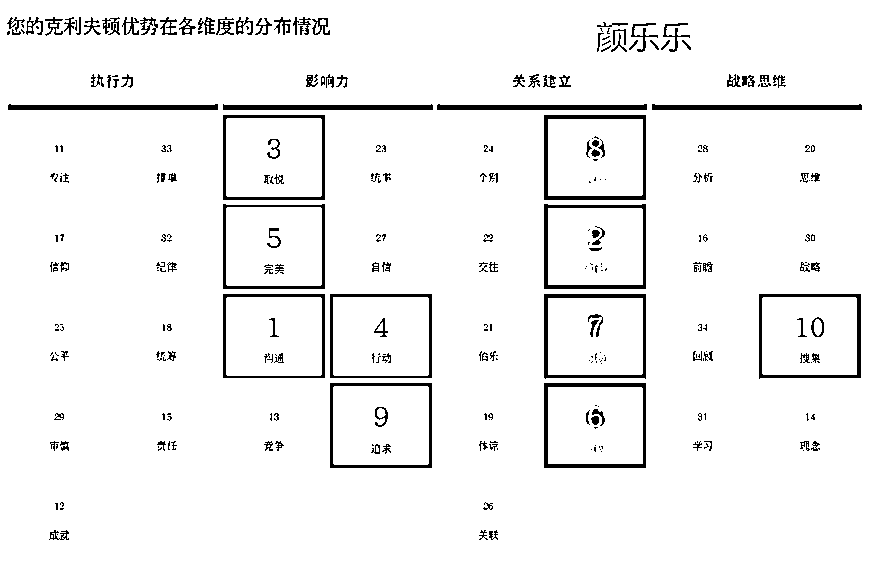 您的克利夫顿优势在各维度的分布情况
颜乐乐
执行力 影响力 关系建立 战略思维
11 33 3 23 24 8 28 20
专注 排难 取悦 统率 个别 分析 思维
17 32 5 27 22 2 16 30
信仰 纪律 完美 自信 交往 前瞻 战略
25 18 1 4 21 7 34 10
公平 统筹 沟通 行动 伯乐 回顾 搜集
29 15 13 9 19 6 31 14
审慎 责任 竞争 追求 体谅 学习 理念
12 26
成就 关联